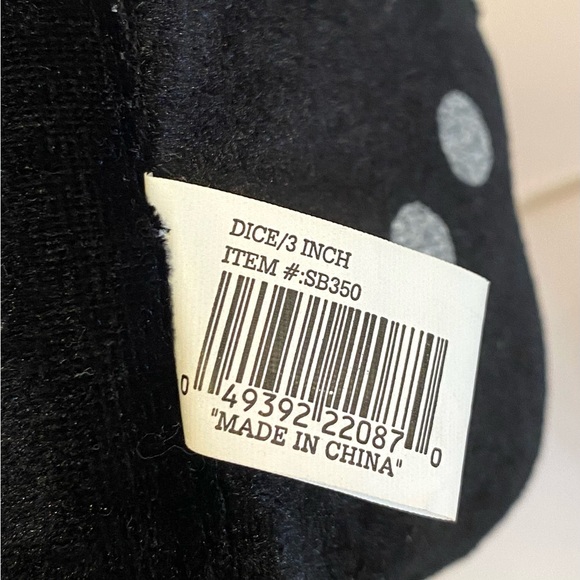 DICE/3 INCH
ITEM #:SB350
0 49392 22087 0
"MADE IN CHINA"